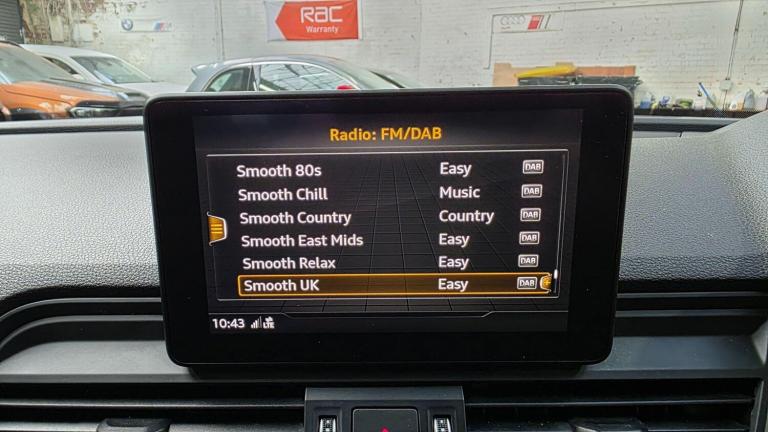 RAC
Warranty
Radio: FM/DAB
Smooth 80s Easy DAB
Smooth Chill Music DAB
Smooth Country Country DAB
Smooth East Mids Easy DAB
Smooth Relax Easy DAB
Smooth UK Easy DAB
10:43 LTE